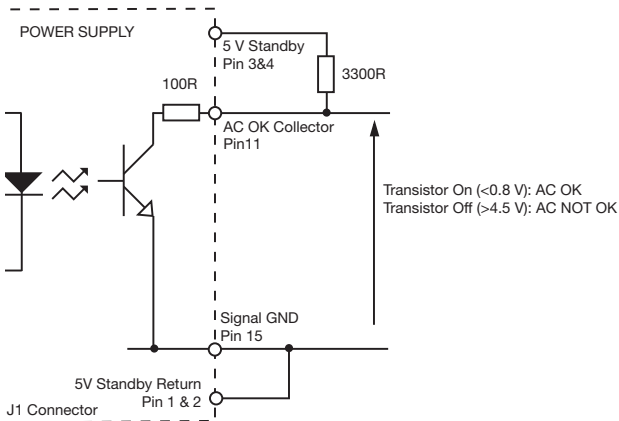 POWER SUPPLY
5 V Standby
Pin 3&4
3300R
100R
AC OK Collector
Pin11
Transistor On (<0.8 V): AC OK
Transistor Off (>4.5 V): AC NOT OK
Signal GND
Pin 15
5V Standby Return
Pin 1 & 2
J1 Connector